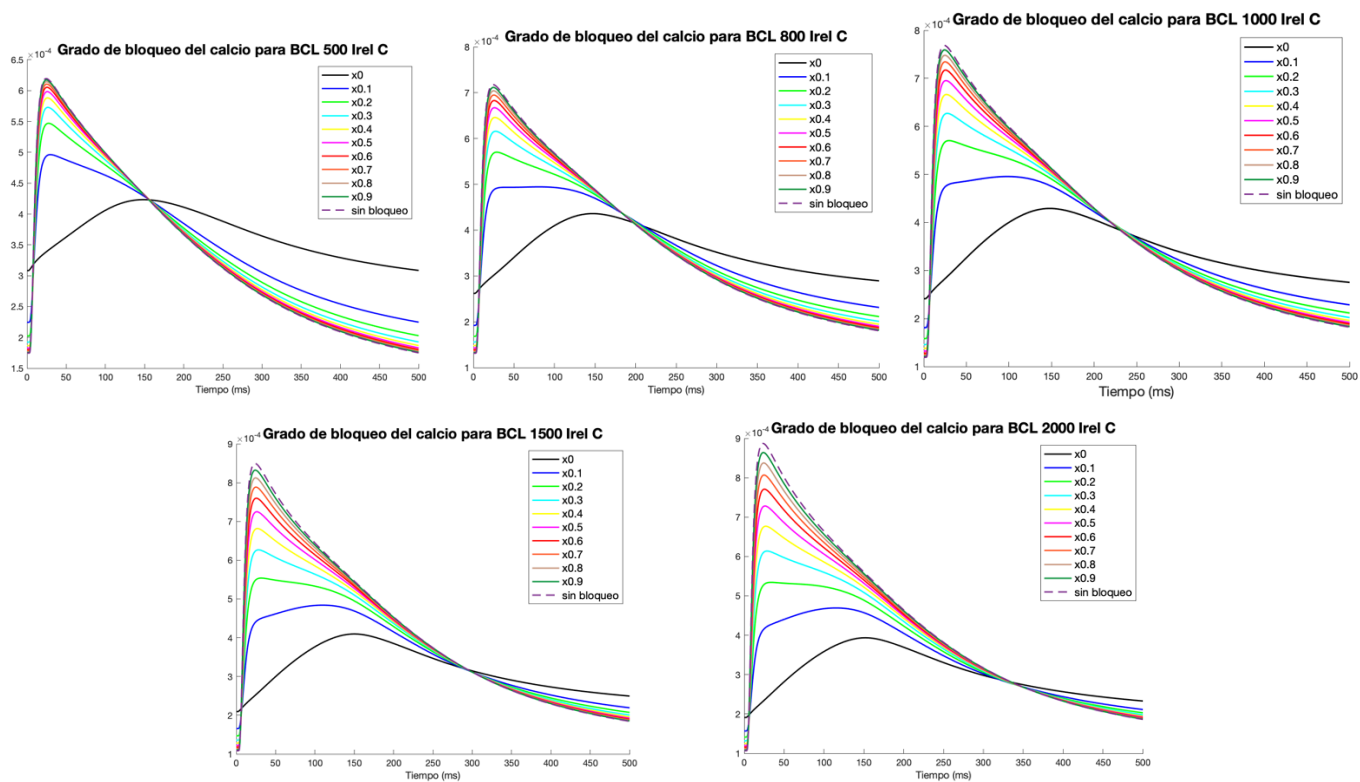 Grado de bloqueo del calcio para BCL 500 Irel C
×10⁻⁴
6.5
6
5.5
5
4.5
4
3.5
3
2.5
2
1.5
0 50 100 150 200 250 300 350 400 450 500
Tiempo (ms)
x0
x0.1
x0.2
x0.3
x0.4
x0.5
x0.6
x0.7
x0.8
x0.9
sin bloqueo
Grado de bloqueo del calcio para BCL 800 Irel C
×10⁻⁴
8
7
6
5
4
3
2
1
0 50 100 150 200 250 300 350 400 450 500
Tiempo (ms)
x0
x0.1
x0.2
x0.3
x0.4
x0.5
x0.6
x0.7
x0.8
x0.9
sin bloqueo
Grado de bloqueo del calcio para BCL 1000 Irel C
×10⁻⁴
8
7
6
5
4
3
2
1
0 50 100 150 200 250 300 350 400 450 500
Tiempo (ms)
x0
x0.1
x0.2
x0.3
x0.4
x0.5
x0.6
x0.7
x0.8
x0.9
sin bloqueo
Grado de bloqueo del calcio para BCL 1500 Irel C
×10⁻⁴
9
8
7
6
5
4
3
2
1
0 50 100 150 200 250 300 350 400 450 500
Tiempo (ms)
x0
x0.1
x0.2
x0.3
x0.4
x0.5
x0.6
x0.7
x0.8
x0.9
sin bloqueo
Grado de bloqueo del calcio para BCL 2000 Irel C
×10⁻⁴
9
8
7
6
5
4
3
2
1
0 50 100 150 200 250 300 350 400 450 500
Tiempo (ms)
x0
x0.1
x0.2
x0.3
x0.4
x0.5
x0.6
x0.7
x0.8
x0.9
sin bloqueo